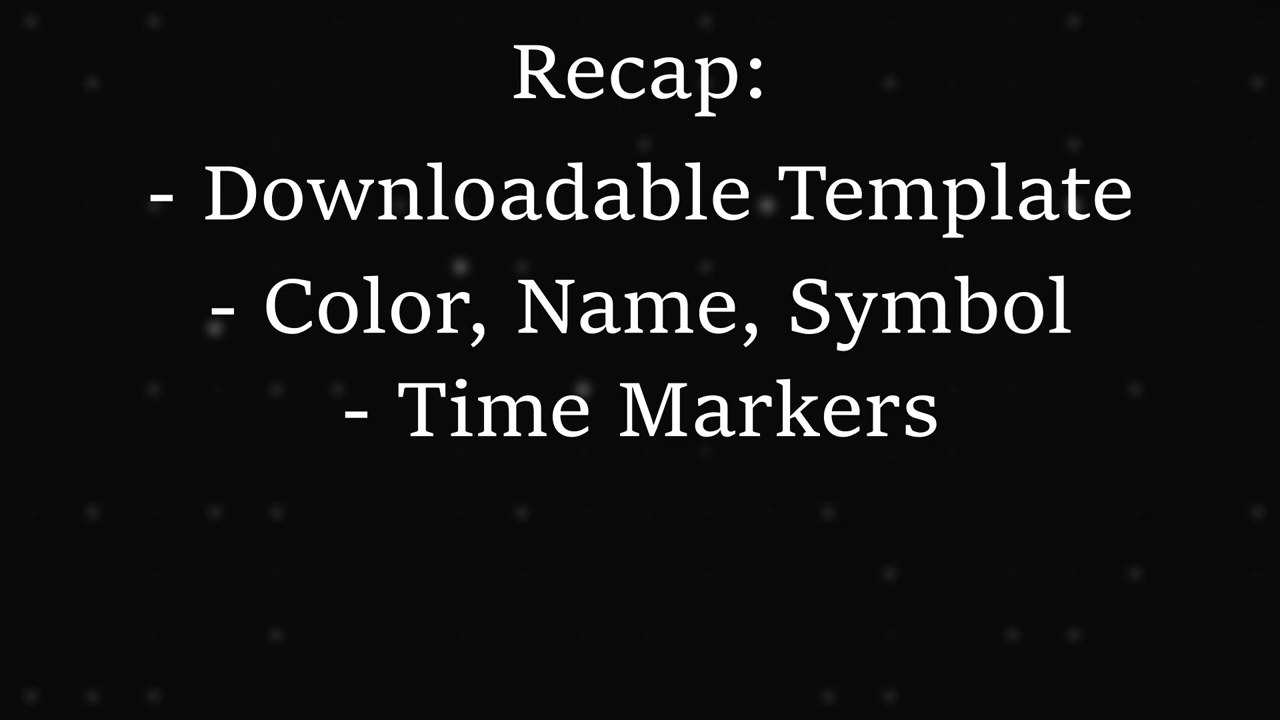 Recap:
- Downloadable Template
- Color, Name, Symbol
- Time Markers